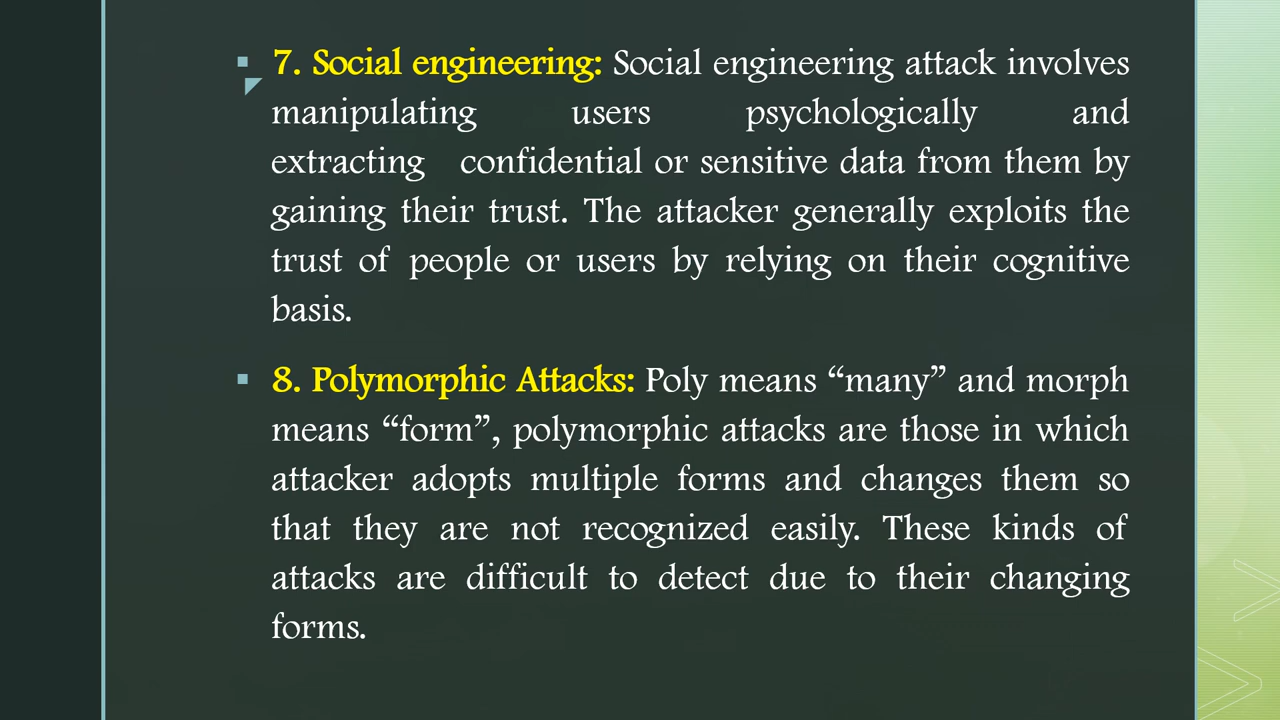 7. Social engineering: Social engineering attack involves
manipulating users psychologically and
extracting confidential or sensitive data from them by
gaining their trust. The attacker generally exploits the
trust of people or users by relying on their cognitive
basis.
8. Polymorphic Attacks: Poly means “many” and morph
means “form”, polymorphic attacks are those in which
attacker adopts multiple forms and changes them so
that they are not recognized easily. These kinds of
attacks are difficult to detect due to their changing
forms.